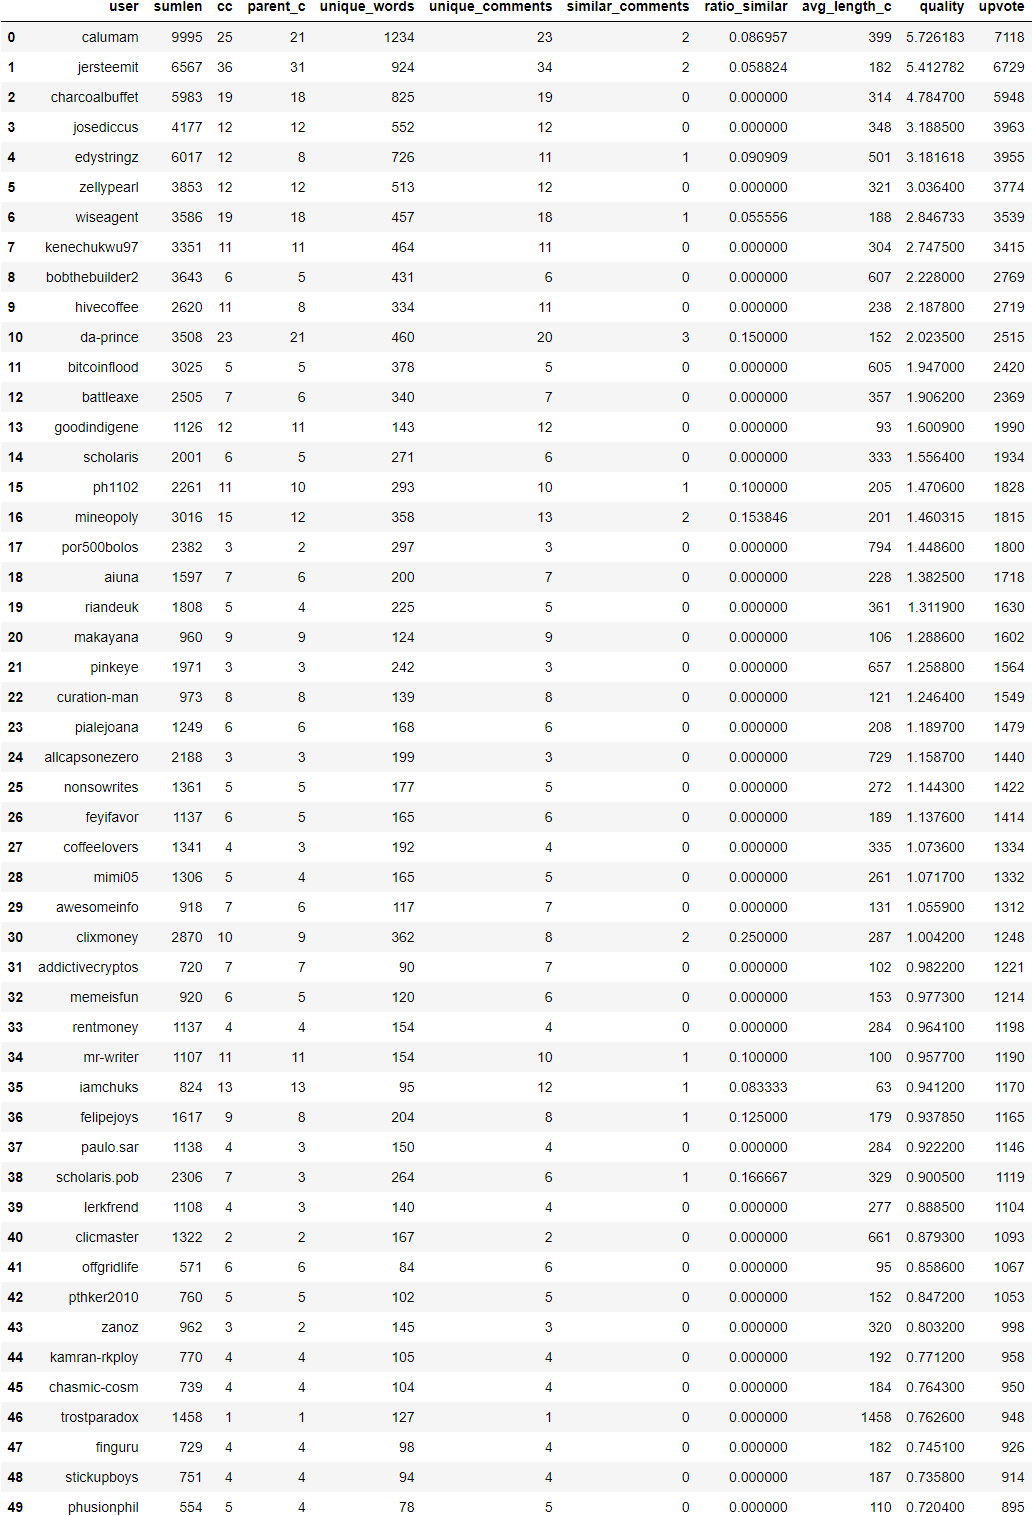 user sumlen cc parent_c unique_words unique_comments similar_comments ratio_similar avg_length_c quality upvote
0 calumam 9995 25 21 1234 23 2 0.086957 399 5.726183 7118
1 jersteemit 6567 36 31 924 34 2 0.058824 182 5.412782 6729
2 charcoalbuffet 5983 19 18 825 19 0 0.000000 314 4.784700 5948
3 josediccus 4177 12 12 552 12 0 0.000000 348 3.188500 3963
4 edystringz 6017 12 8 726 11 1 0.090909 501 3.181618 3955
5 zellypearl 3853 12 12 513 12 0 0.000000 321 3.036400 3774
6 wiseagent 3586 19 18 457 18 1 0.055556 188 2.846733 3539
7 kenechukwu97 3351 11 11 464 11 0 0.000000 304 2.747500 3415
8 bobthebuilder2 3643 6 5 431 6 0 0.000000 607 2.228000 2769
9 hivecoffee 2620 11 8 334 11 0 0.000000 238 2.187800 2719
10 da-prince 3508 23 21 460 20 3 0.150000 152 2.023500 2515
11 bitcoinflood 3025 5 5 378 5 0 0.000000 605 1.947000 2420
12 battleaxe 2505 7 6 340 7 0 0.000000 357 1.906200 2369
13 goodindigene 1126 12 11 143 12 0 0.000000 93 1.600900 1990
14 scholaris 2001 6 5 271 6 0 0.000000 333 1.556400 1934
15 ph1102 2261 11 10 293 10 1 0.100000 205 1.470600 1828
16 mineopoly 3016 15 12 358 13 2 0.153846 201 1.460315 1815
17 por500bolos 2382 3 2 297 3 0 0.000000 794 1.448600 1800
18 aiuna 1597 7 6 200 7 0 0.000000 228 1.382500 1718
19 riandeuk 1808 5 4 225 5 0 0.000000 361 1.311900 1630
20 makayana 960 9 9 124 9 0 0.000000 106 1.288600 1602
21 pinkeye 1971 3 3 242 3 0 0.000000 657 1.258800 1564
22 curation-man 973 8 8 139 8 0 0.000000 121 1.246400 1549
23 pialejoana 1249 6 6 168 6 0 0.000000 208 1.189700 1479
24 allcapsonezero 2188 3 3 199 3 0 0.000000 729 1.158700 1440
25 nonsowrites 1361 5 5 177 5 0 0.000000 272 1.144300 1422
26 feyifavor 1137 6 5 165 6 0 0.000000 189 1.137600 1414
27 coffeelovers 1341 4 3 192 4 0 0.000000 335 1.073600 1334
28 mimi05 1306 5 4 165 5 0 0.000000 261 1.071700 1332
29 awesomeinfo 918 7 6 117 7 0 0.000000 131 1.055900 1312
30 clixmoney 2870 10 9 362 8 2 0.250000 287 1.004200 1248
31 addictivecryptos 720 7 7 90 7 0 0.000000 102 0.982200 1221
32 memeisfun 920 6 5 120 6 0 0.000000 153 0.977300 1214
33 rentmoney 1137 4 4 154 4 0 0.000000 284 0.964100 1198
34 mr-writer 1107 11 11 154 10 1 0.100000 100 0.957700 1190
35 iamchuks 824 13 13 95 12 1 0.083333 63 0.941200 1170
36 felipejoys 1617 9 8 204 8 1 0.125000 179 0.937850 1165
37 paulo.sar 1138 4 3 150 4 0 0.000000 284 0.922200 1146
38 scholaris.pob 2306 7 3 264 6 1 0.166667 329 0.900500 1119
39 lerkfrend 1108 4 3 140 4 0 0.000000 277 0.888500 1104
40 clicmaster 1322 2 2 167 2 0 0.000000 661 0.879300 1093
41 offgridlife 571 6 6 84 6 0 0.000000 95 0.858600 1067
42 pthker2010 760 5 5 102 5 0 0.000000 152 0.847200 1053
43 zanoz 962 3 2 145 3 0 0.000000 320 0.803200 998
44 kamran-rkploy 770 4 4 105 4 0 0.000000 192 0.771200 958
45 chasmic-cosm 739 4 4 104 4 0 0.000000 184 0.764300 950
46 trostparadox 1458 1 1 127 1 0 0.000000 1458 0.762600 948
47 finguru 729 4 4 98 4 0 0.000000 182 0.745100 926
48 stickupboys 751 4 4 94 4 0 0.000000 187 0.735800 914
49 phusionphil 554 5 4 78 5 0 0.000000 110 0.720400 895